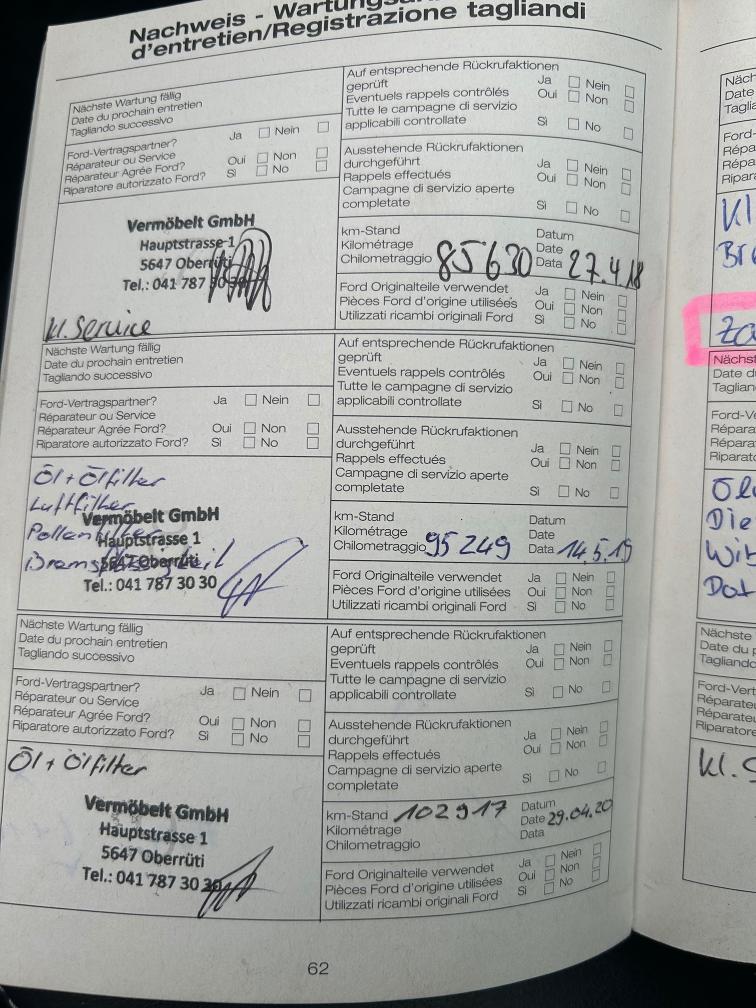 Nachweis - Wartungs
d'entretien/Registrazione tagliandi
Nächste Wartung fällig
Date du prochain entretien
Tagliando successivo
Ford-Vertragspartner?
Réparateur ou Service
Réparateur Agrée Ford?
Riparatore autorizzato Ford?
Ja Nein
Oui Non
Si No
Vermöbelt GmbH
Hauptstrasse 1
5647 Oberrüti
Tel.: 041 787 30 30
kl. Service
Auf entsprechende Rückrufaktionen
geprüft
Eventuels rappels contrôlés
Tutte le campagne di servizio
applicabili controllate
Ja Nein
Oui Non
Sì No
Ausstehende Rückrufaktionen
durchgeführt
Rappels effectués
Campagne di servizio aperte
completate
Ja Nein
Oui Non
Sì No
km-Stand
Kilométrage
Chilometraggio 85630
Datum
Date
Data 27.4.18
Ford Originalteile verwendet
Pièces Ford d'origine utilisées
Utilizzati ricambi originali Ford
Ja Nein
Oui Non
Sì No
Nächste Wartung fällig
Date du prochain entretien
Tagliando successivo
Ford-Vertragspartner?
Réparateur ou Service
Réparateur Agrée Ford?
Riparatore autorizzato Ford?
Ja Nein
Oui Non
Si No
Öl + Ölfilter
Luftfilter
Vermöbelt GmbH
Hauptstrasse 1
5647 Oberrüti
Tel.: 041 787 30 30
Auf entsprechende Rückrufaktionen
geprüft
Eventuels rappels contrôlés
Tutte le campagne di servizio
applicabili controllate
Ja Nein
Oui Non
Sì No
Ausstehende Rückrufaktionen
durchgeführt
Rappels effectués
Campagne di servizio aperte
completate
Ja Nein
Oui Non
Sì No
km-Stand
Kilométrage
Chilometraggio 95249
Datum
Date
Data 14.5.19
Ford Originalteile verwendet
Pièces Ford d'origine utilisées
Utilizzati ricambi originali Ford
Ja Nein
Oui Non
Sì No
Nächste Wartung fällig
Date du prochain entretien
Tagliando successivo
Ford-Vertragspartner?
Réparateur ou Service
Réparateur Agrée Ford?
Riparatore autorizzato Ford?
Ja Nein
Oui Non
Si No
Öl + Ölfilter
Vermöbelt GmbH
Hauptstrasse 1
5647 Oberrüti
Tel.: 041 787 30 30
Auf entsprechende Rückrufaktionen
geprüft
Eventuels rappels contrôlés
Tutte le campagne di servizio
applicabili controllate
Ja Nein
Oui Non
Sì No
Ausstehende Rückrufaktionen
durchgeführt
Rappels effectués
Campagne di servizio aperte
completate
Ja Nein
Oui Non
Sì No
km-Stand 102917
Kilométrage
Chilometraggio
Datum
Date 29.04.20
Data
Ford Originalteile verwendet
Pièces Ford d'origine utilisées
Utilizzati ricambi originali Ford
Ja Nein
Oui Non
Sì No
62